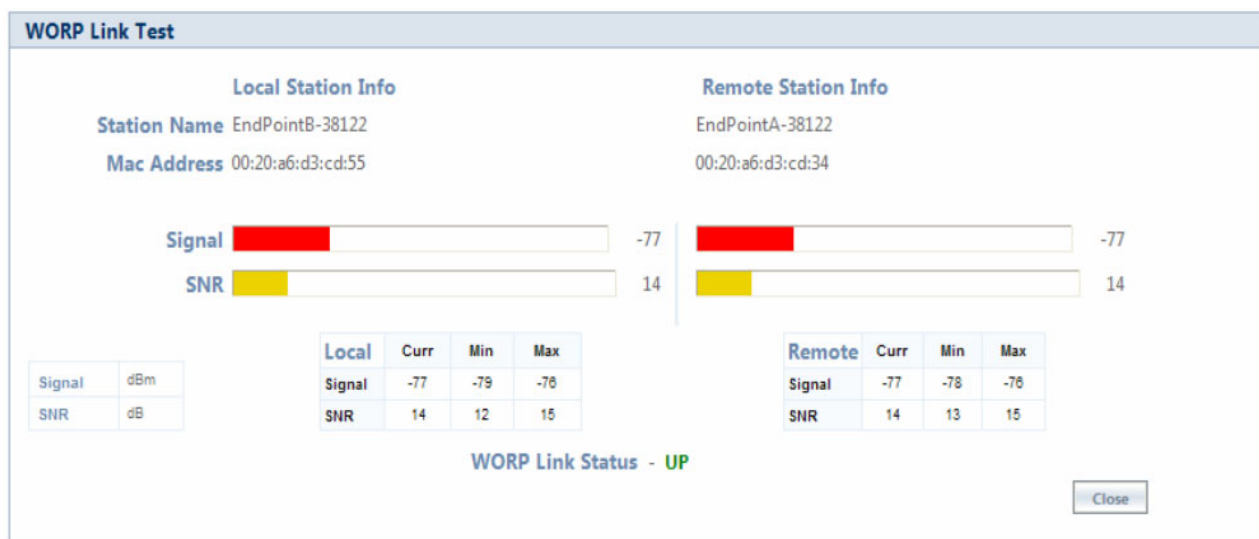 WORP Link Test
Local Station Info Remote Station Info
Station Name EndPointB-38122 EndPointA-38122
Mac Address 00:20:a6:d3:cd:55 00:20:a6:d3:cd:34
Signal -77 -77
SNR 14 14
Signal dBm
SNR dB
Local Curr Min Max
Signal -77 -79 -76
SNR 14 12 15
Remote Curr Min Max
Signal -77 -78 -76
SNR 14 13 15
WORP Link Status - UP
Close